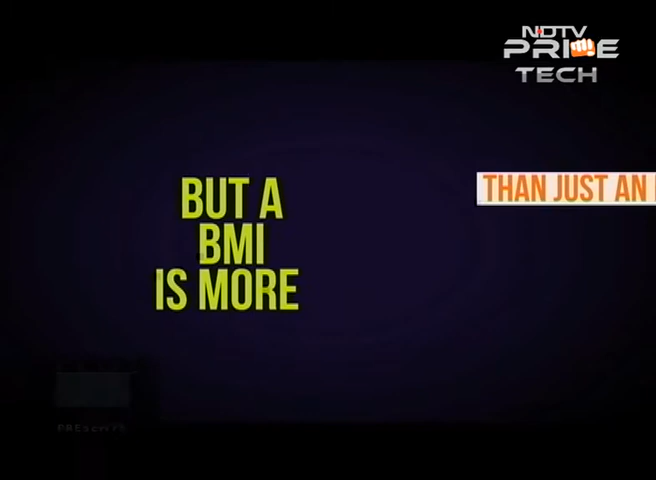 NDTV
PRIME
TECH
BUT A
BMI
IS MORE
THAN JUST AN